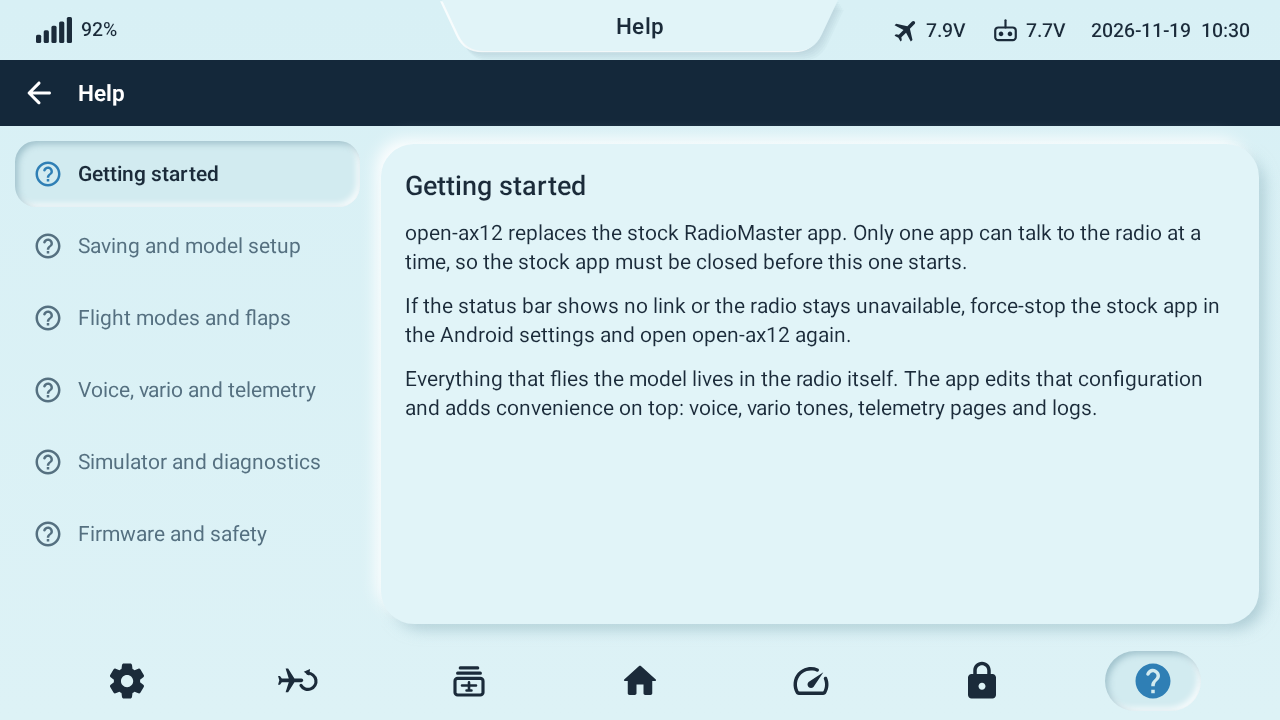 92%
Help
7.9V
7.7V
2026-11-19 10:30
Help
Getting started
Saving and model setup
Flight modes and flaps
Voice, vario and telemetry
Simulator and diagnostics
Firmware and safety
Getting started
open-ax12 replaces the stock RadioMaster app. Only one app can talk to the radio at a
time, so the stock app must be closed before this one starts.
If the status bar shows no link or the radio stays unavailable, force-stop the stock app in
the Android settings and open open-ax12 again.
Everything that flies the model lives in the radio itself. The app edits that configuration
and adds convenience on top: voice, vario tones, telemetry pages and logs.